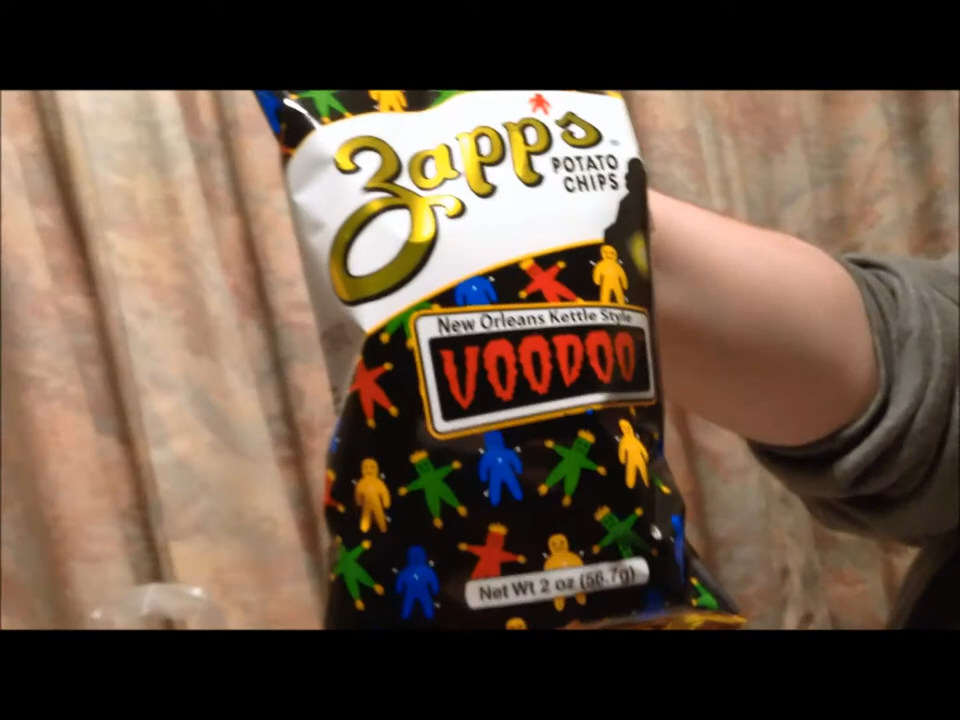 Zapp's
POTATO
CHIPS
New Orleans Kettle Style
VOODOO
Net Wt 2 oz (56.7g)